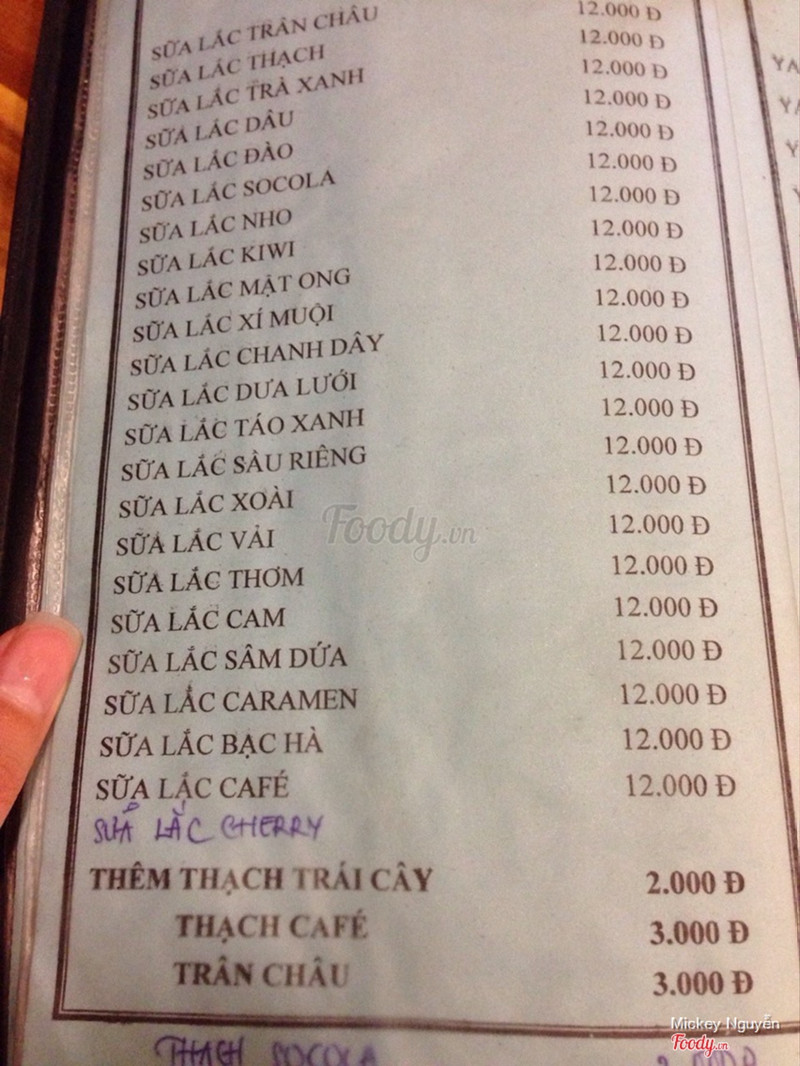 SỮA LẮC TRÂN CHÂU 12.000 Đ
SỮA LẮC THẠCH 12.000 Đ
SỮA LẮC TRÀ XANH 12.000 Đ
SỮA LẮC DÂU 12.000 Đ
SỮA LẮC ĐÀO 12.000 Đ
SỮA LẮC SOCOLA 12.000 Đ
SỮA LẮC NHO 12.000 Đ
SỮA LẮC KIWI 12.000 Đ
SỮA LẮC MẬT ONG 12.000 Đ
SỮA LẮC XÍ MUỘI 12.000 Đ
SỮA LẮC CHANH DÂY 12.000 Đ
SỮA LẮC DƯA LƯỚI 12.000 Đ
SỮA LẮC TÁO XANH 12.000 Đ
SỮA LẮC SẦU RIÊNG 12.000 Đ
SỮA LẮC XOÀI 12.000 Đ
SỮA LẮC VẢI 12.000 Đ
SỮA LẮC THƠM 12.000 Đ
SỮA LẮC CAM 12.000 Đ
SỮA LẮC SÂM DỨA 12.000 Đ
SỮA LẮC CARAMEN 12.000 Đ
SỮA LẮC BẠC HÀ 12.000 Đ
SỮA LẮC CAFÉ 12.000 Đ
SỮA LẮC CHERRY
THÊM THẠCH TRÁI CÂY 2.000 Đ
THẠCH CAFÉ 3.000 Đ
TRÂN CHÂU 3.000 Đ
THẠCH SOCOLA
Foody.vn
Mickey Nguyễn
Foody.vn